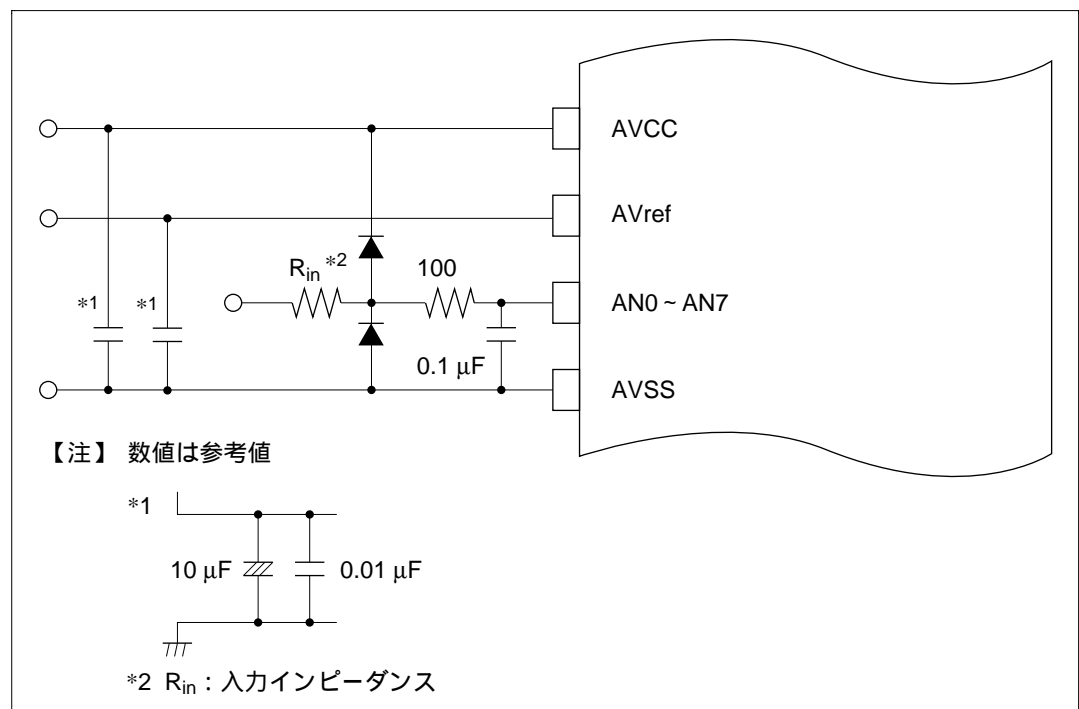 AVCC
AVref
Rin *2
100
AN0 ~ AN7
*1
*1
0.1 µF
AVSS
【注】 数値は参考値
*1
10 µF
0.01 µF
*2 Rin : 入力インピーダンス